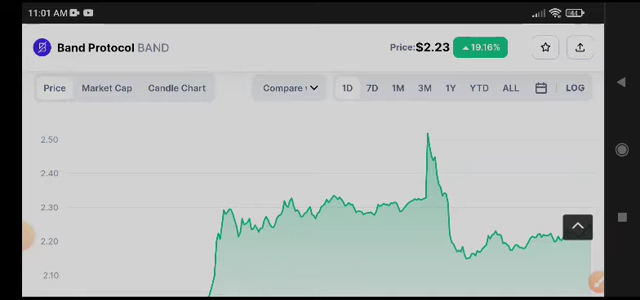 11:01 AM 44
Band Protocol BAND Price:$2.23 ▲ 19.16%
Price Market Cap Candle Chart Compare 1D 7D 1M 3M 1Y YTD ALL LOG
2.50
2.40
2.30
2.20
2.10